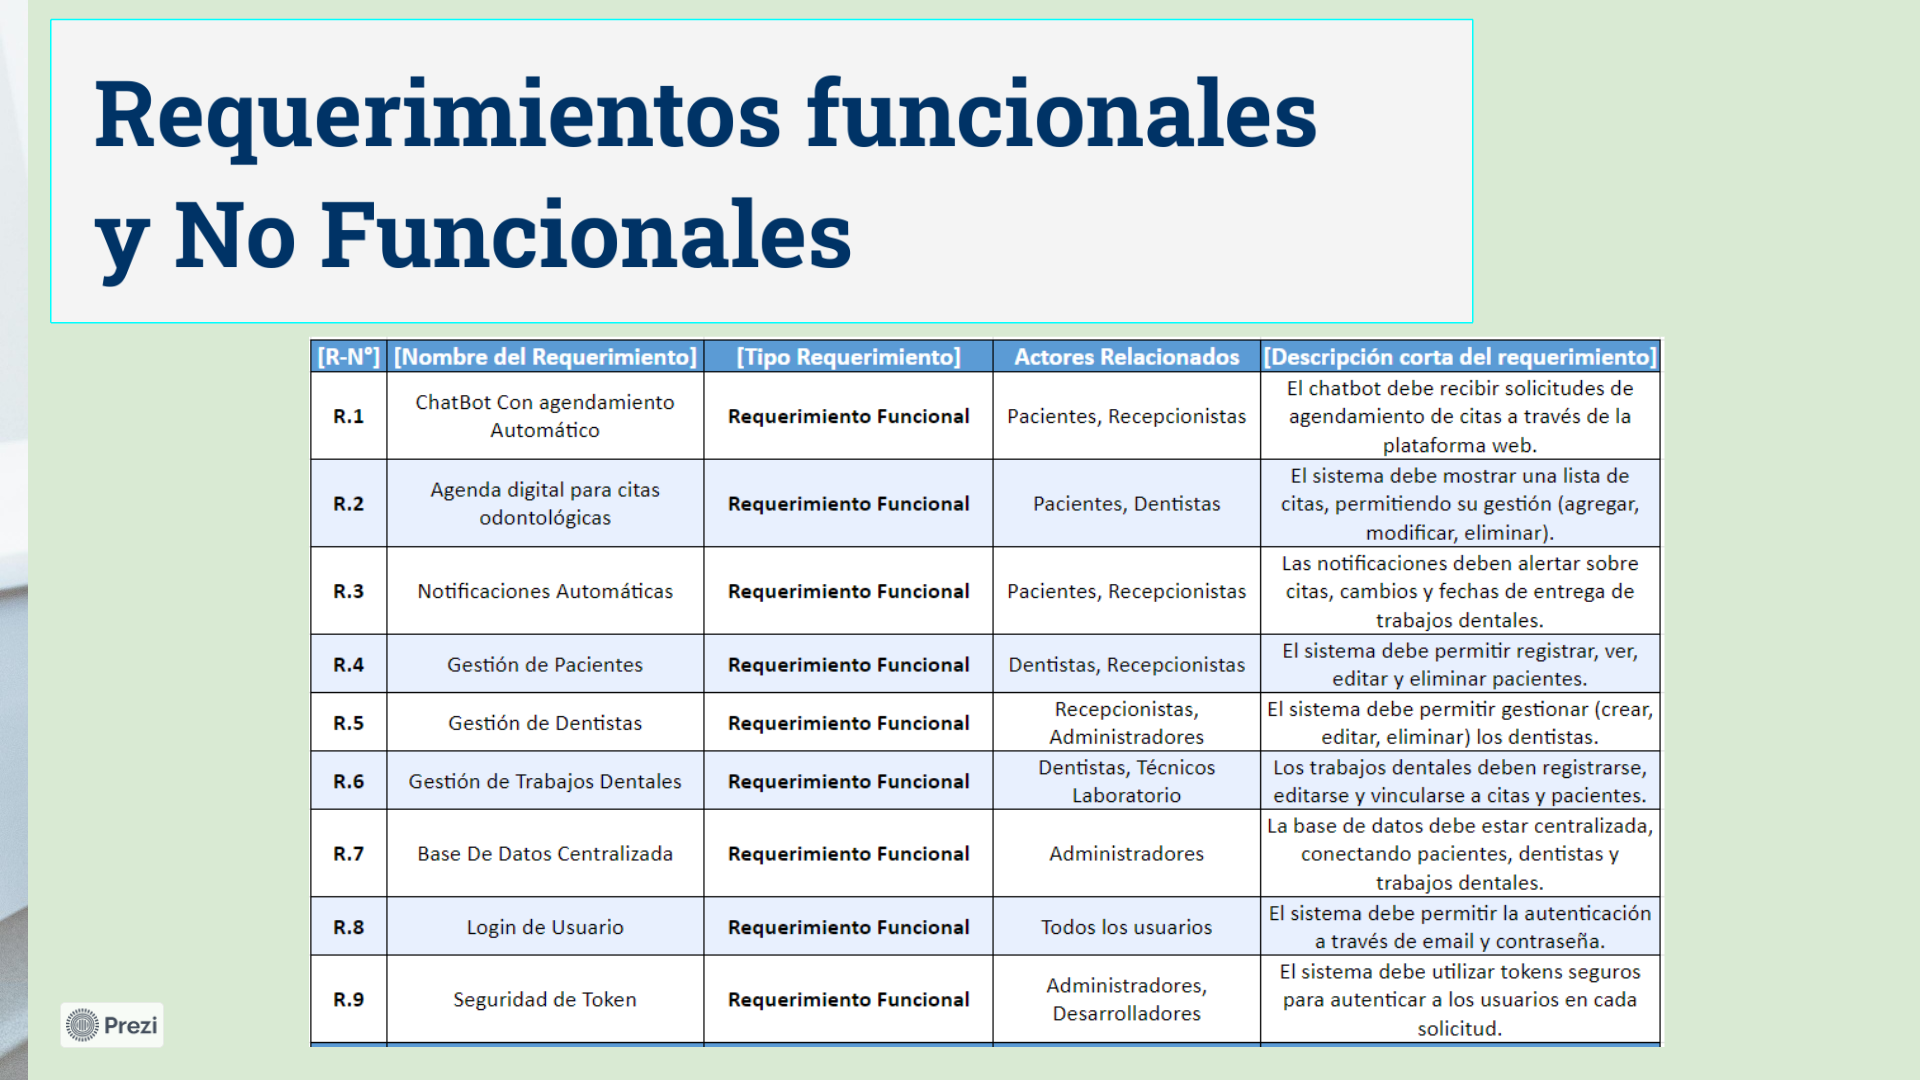 Requerimientos funcionales
y No Funcionales
[R-N°] [Nombre del Requerimiento] [Tipo Requerimiento] Actores Relacionados [Descripción corta del requerimiento]
R.1 ChatBot Con agendamiento Automático Requerimiento Funcional Pacientes, Recepcionistas El chatbot debe recibir solicitudes de agendamiento de citas a través de la plataforma web.
R.2 Agenda digital para citas odontológicas Requerimiento Funcional Pacientes, Dentistas El sistema debe mostrar una lista de citas, permitiendo su gestión (agregar, modificar, eliminar).
R.3 Notificaciones Automáticas Requerimiento Funcional Pacientes, Recepcionistas Las notificaciones deben alertar sobre citas, cambios y fechas de entrega de trabajos dentales.
R.4 Gestión de Pacientes Requerimiento Funcional Dentistas, Recepcionistas El sistema debe permitir registrar, ver, editar y eliminar pacientes.
R.5 Gestión de Dentistas Requerimiento Funcional Recepcionistas, Administradores El sistema debe permitir gestionar (crear, editar, eliminar) los dentistas.
R.6 Gestión de Trabajos Dentales Requerimiento Funcional Dentistas, Técnicos Laboratorio Los trabajos dentales deben registrarse, editarse y vincularse a citas y pacientes.
R.7 Base De Datos Centralizada Requerimiento Funcional Administradores La base de datos debe estar centralizada, conectando pacientes, dentistas y trabajos dentales.
R.8 Login de Usuario Requerimiento Funcional Todos los usuarios El sistema debe permitir la autenticación a través de email y contraseña.
R.9 Seguridad de Token Requerimiento Funcional Administradores, Desarrolladores El sistema debe utilizar tokens seguros para autenticar a los usuarios en cada solicitud.
Prezi